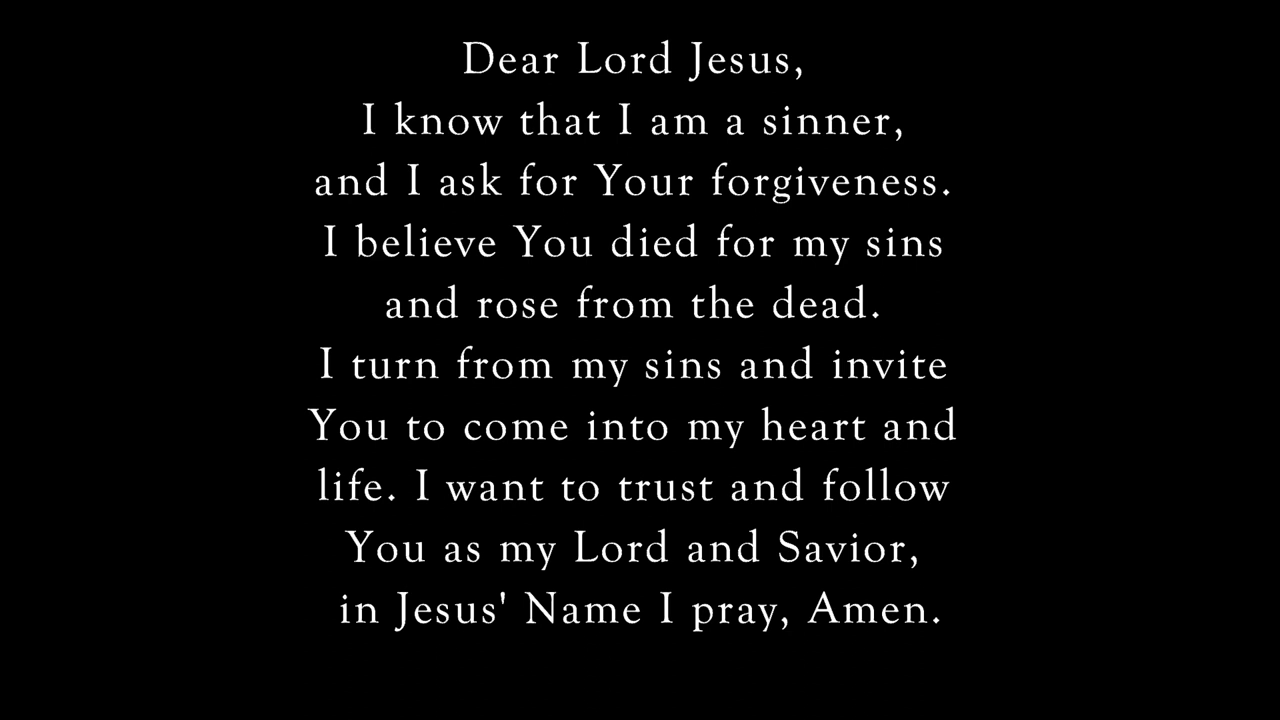 Dear Lord Jesus,
I know that I am a sinner,
and I ask for Your forgiveness.
I believe You died for my sins
and rose from the dead.
I turn from my sins and invite
You to come into my heart and
life. I want to trust and follow
You as my Lord and Savior,
in Jesus' Name I pray, Amen.